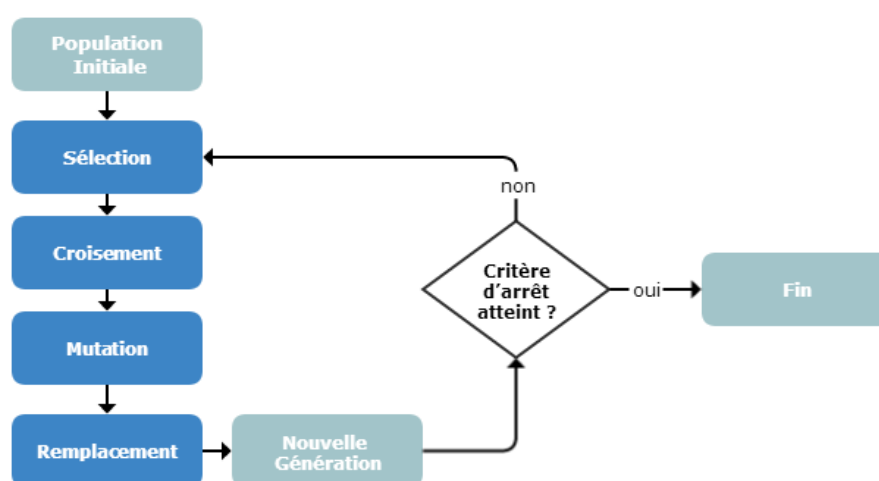 Population
Initiale
Sélection
non
Croisement
Critère
d'arrêt
atteint ?
oui
Fin
Mutation
Remplacement
Nouvelle
Génération